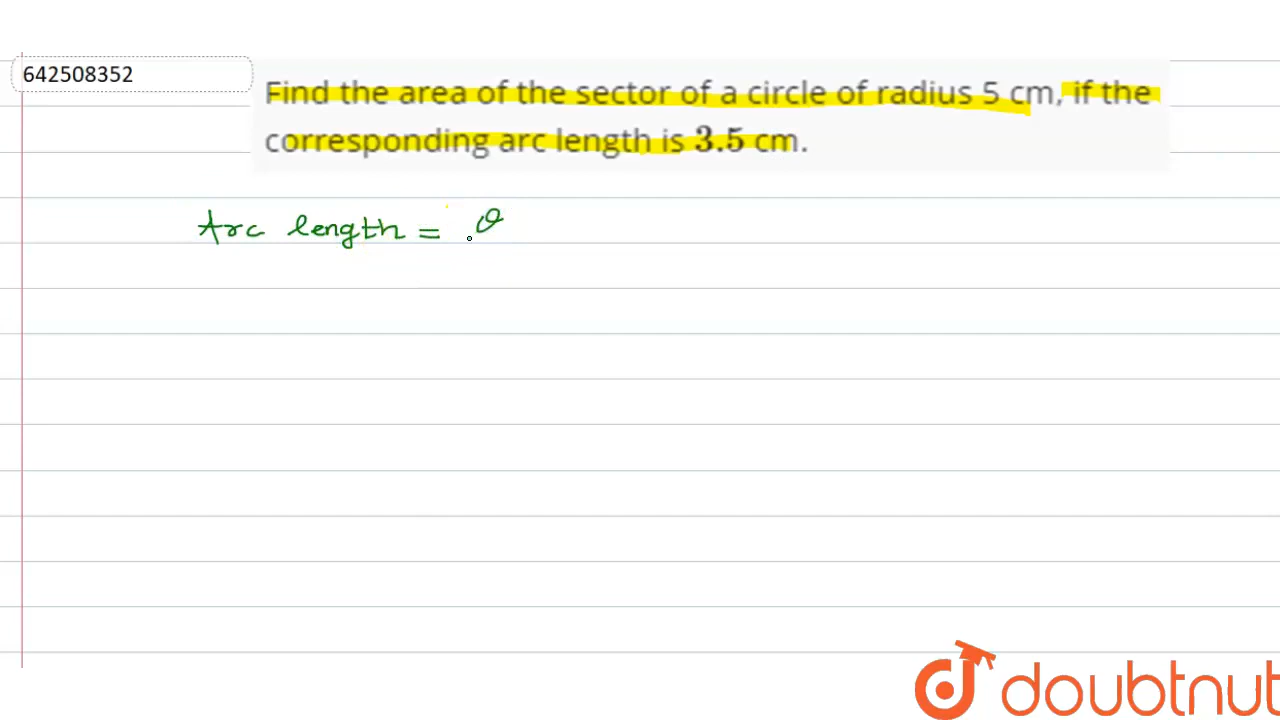 642508352
Find the area of the sector of a circle of radius 5 cm, if the
corresponding arc length is 3.5 cm.
Arc length = θ
doubtnut